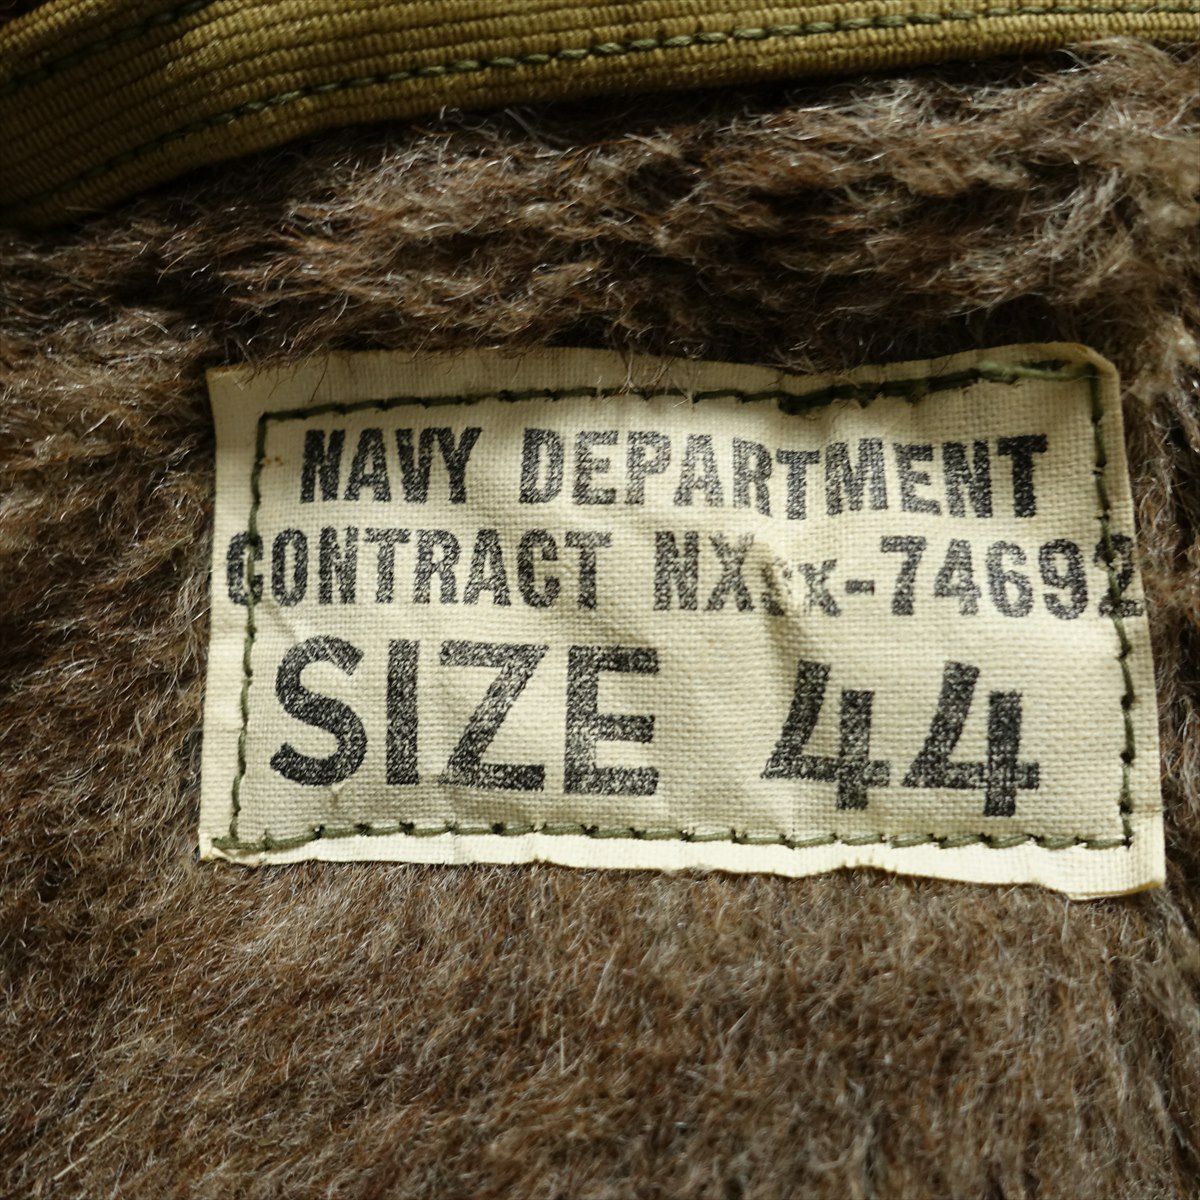 NAVY DEPARTMENT
CONTRACT NXsx-74692
SIZE 44